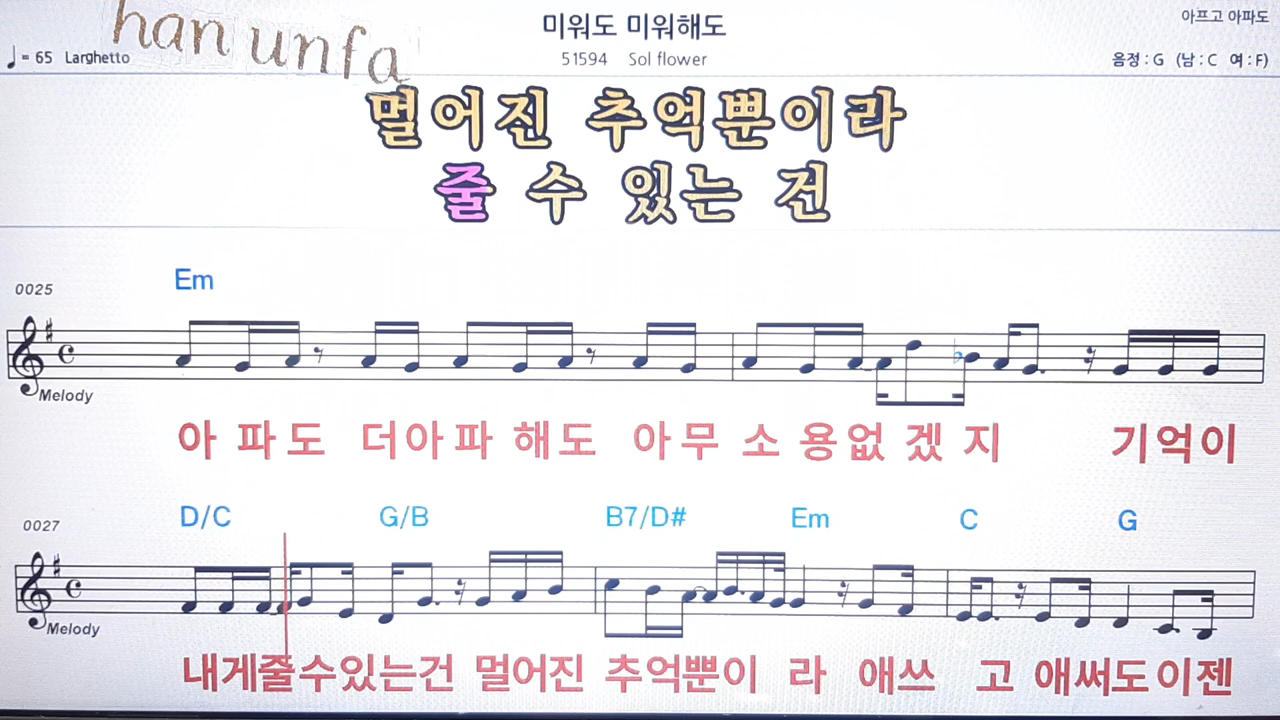 han unfa
미워도 미워해도
아프고 아파도
♩= 65 Larghetto
51594 Sol flower
음정 : G (남 : C 여 : F)
멀어진 추억뿐이라
줄 수 있는 건
Em
0025
Melody
아 파 도 더 아 파 해 도 아 무 소 용 없 겠 지 기 억 이
D/C G/B B7/D# Em C G
0027
Melody
내게줄수있는건 멀어진 추억뿐이 라 애쓰 고 애써도이젠